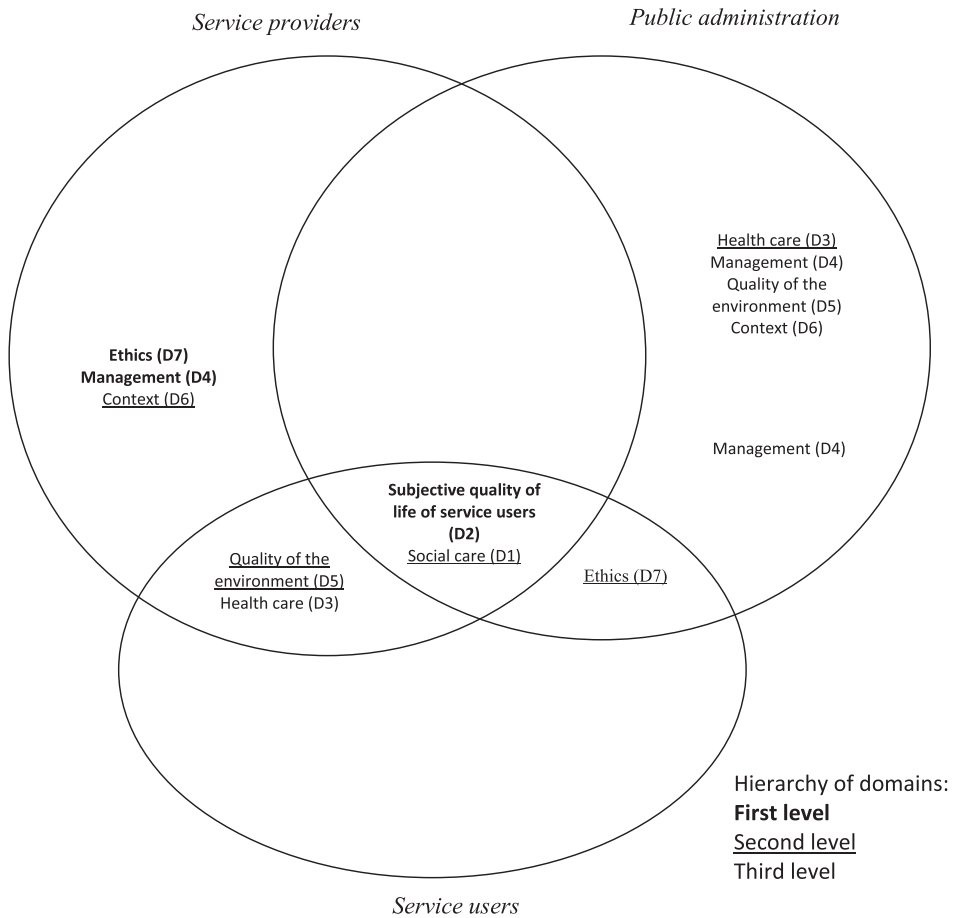 Service providers
Public administration
Health care (D3)
Management (D4)
Quality of the
environment (D5)
Context (D6)
Ethics (D7)
Management (D4)
Context (D6)
Management (D4)
Subjective quality of
life of service users
(D2)
Social care (D1)
Quality of the
environment (D5)
Health care (D3)
Ethics (D7)
Hierarchy of domains:
First level
Second level
Third level
Service users